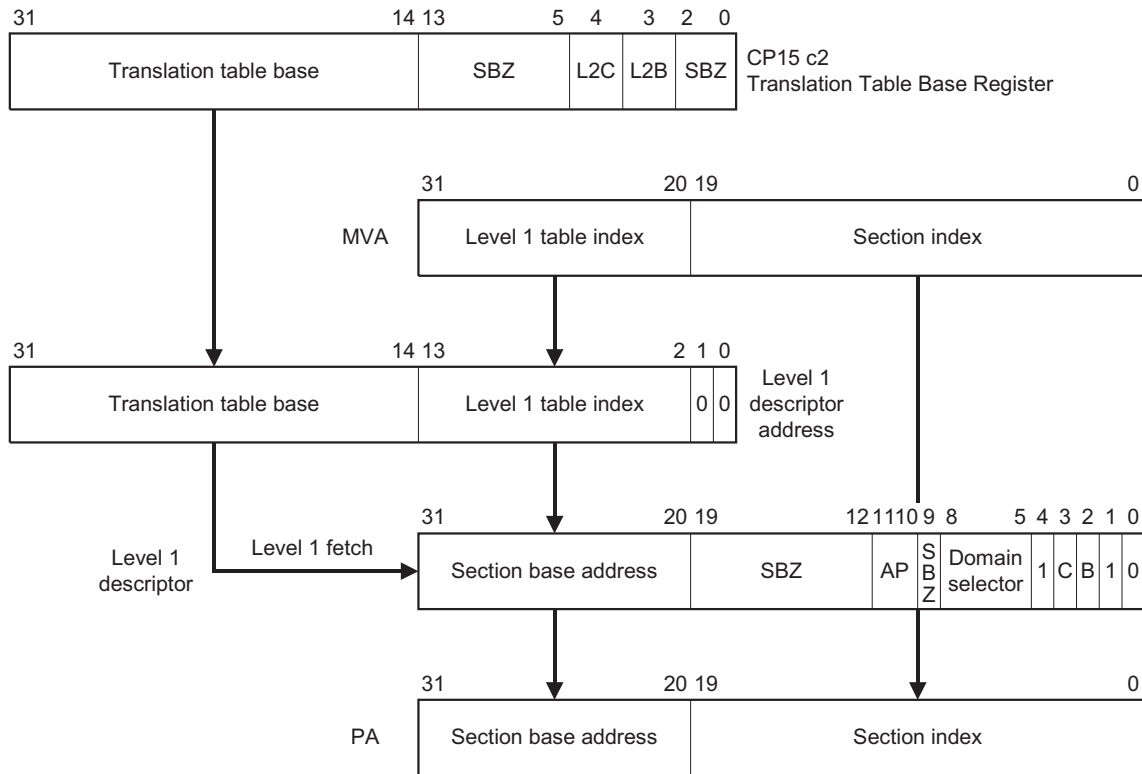 31 14 13 5 4 3 2 0
Translation table base SBZ L2C L2B SBZ
CP15 c2
Translation Table Base Register
31 20 19 0
MVA Level 1 table index Section index
31 14 13 2 1 0
Translation table base Level 1 table index 0 0
Level 1
descriptor
address
31 20 19 12 11 10 9 8 5 4 3 2 1 0
Level 1 fetch
Level 1
descriptor
Section base address SBZ AP
S
B
Z
Domain
selector
1 C B 1 0
31 20 19 0
PA Section base address Section index